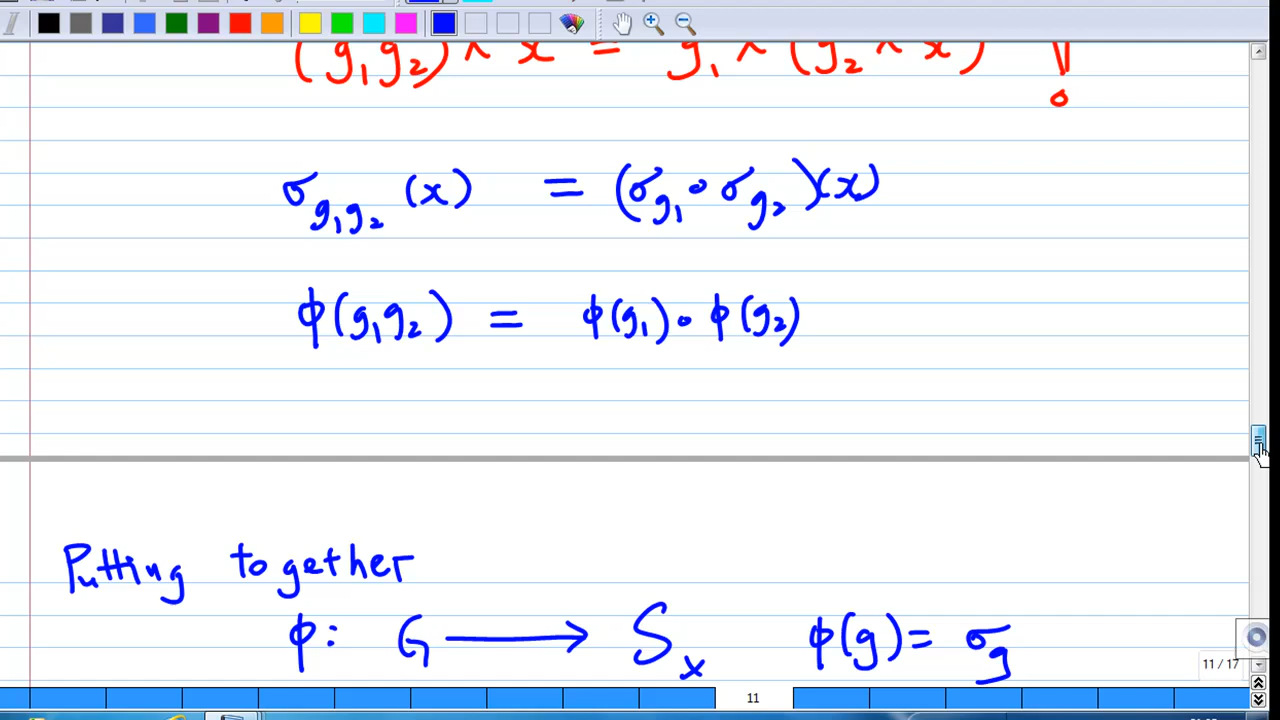 (g₁g₂) ⋆ x = g₁ ⋆ (g₂ ⋆ x)
σ_{g₁g₂} (x) = (σ_{g₁} ∘ σ_{g₂})(x)
φ(g₁g₂) = φ(g₁) ∘ φ(g₂)
Putting together
φ: G ⟶ S_x φ(g) = σ_g
11 / 17
11